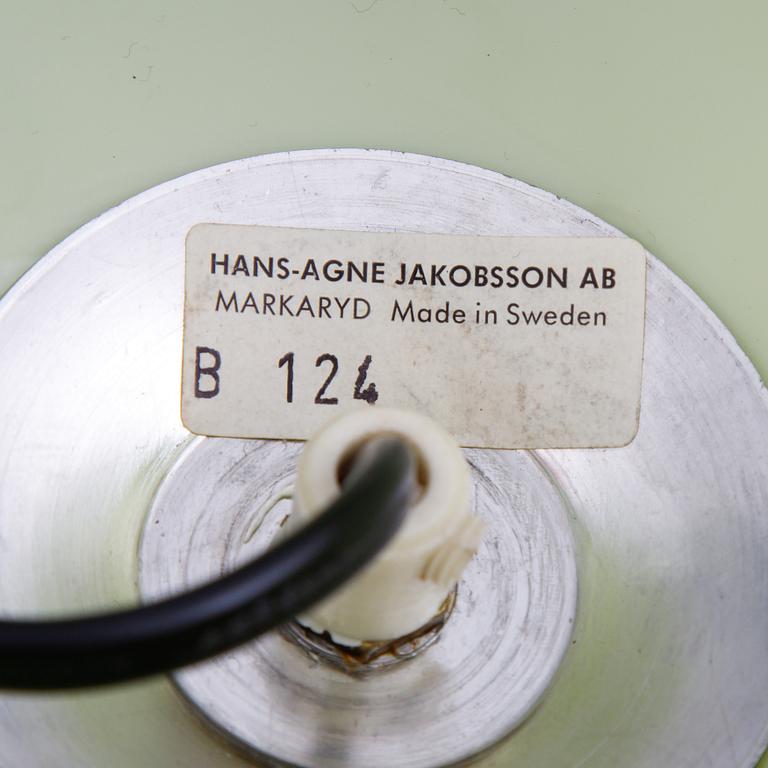 HANS-AGNE JAKOBSSON AB
MARKARYD Made in Sweden
B 124